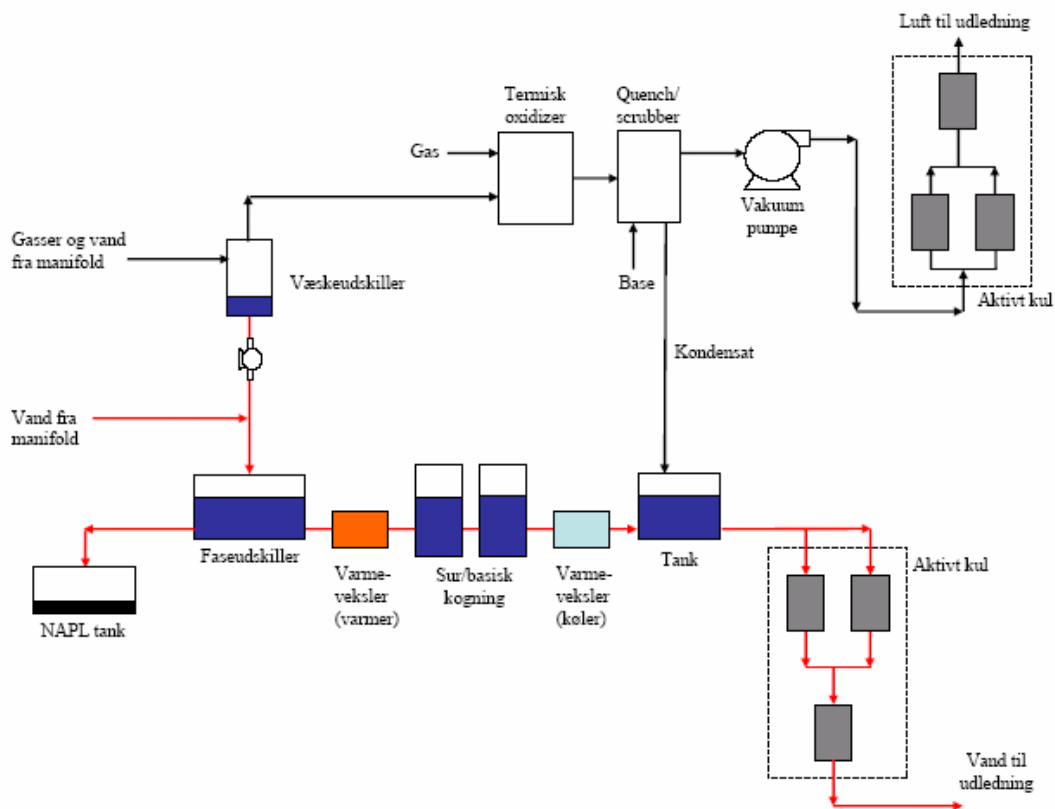 Luft til udledning
Termisk
oxidizer
Quench/
scrubber
Gas
Vakuum
pumpe
Gasser og vand
fra manifold
Væskeudskiller
Base
Aktivt kul
Kondensat
Vand fra
manifold
Faseudskiller
Varme-
veksler
(varmer)
Sur/basisk
kogning
Varme-
veksler
(køler)
Tank
Aktivt kul
NAPL tank
Vand til
udledning